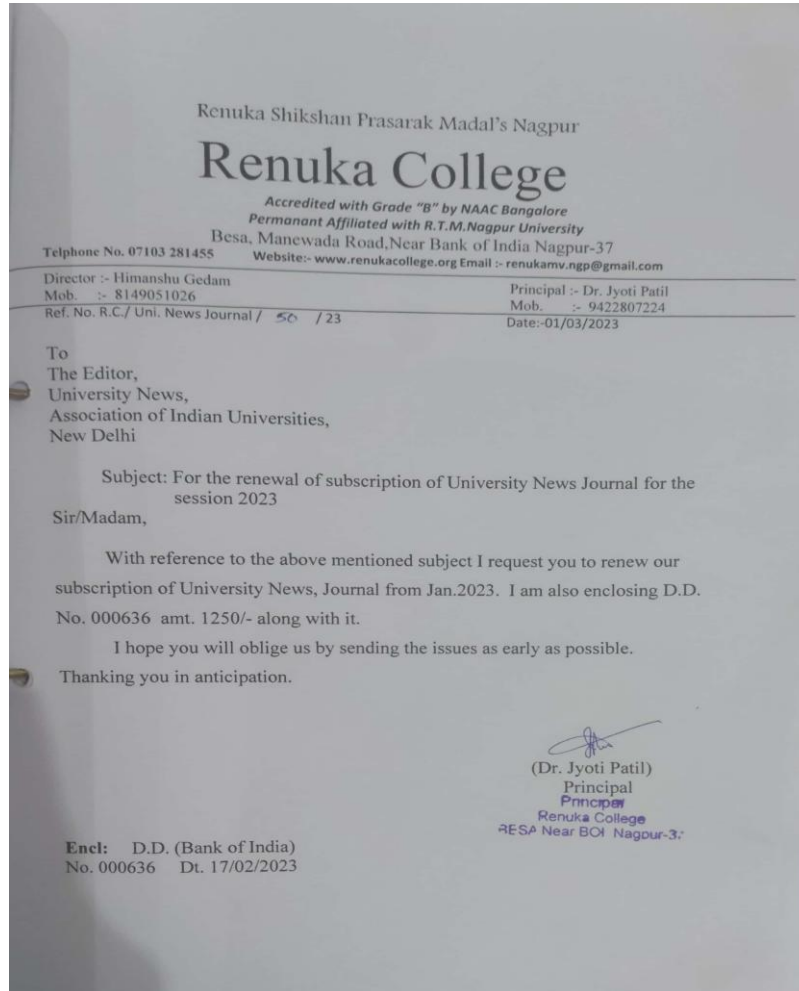 Renuka Shikshan Prasarak Madal's Nagpur
Renuka College
Accredited with Grade "B" by NAAC Bangalore
Permanant Affiliated with R.T.M.Nagpur University
Besa, Manewada Road,Near Bank of India Nagpur-37
Telphone No. 07103 281455 Website:- www.renukacollege.org Email :- renukamv.ngp@gmail.com
Director :- Himanshu Gedam Principal :- Dr. Jyoti Patil
Mob. :- 8149051026 Mob. :- 9422807224
Ref. No. R.C./ Uni. News Journal / 50 / 23 Date:-01/03/2023
To
The Editor,
University News,
Association of Indian Universities,
New Delhi
Subject: For the renewal of subscription of University News Journal for the
session 2023
Sir/Madam,
With reference to the above mentioned subject I request you to renew our
subscription of University News, Journal from Jan.2023. I am also enclosing D.D.
No. 000636 amt. 1250/- along with it.
I hope you will oblige us by sending the issues as early as possible.
Thanking you in anticipation.
(Dr. Jyoti Patil)
Principal
Principal
Renuka College
BESA Near BOI Nagpur-3
Encl: D.D. (Bank of India)
No. 000636 Dt. 17/02/2023